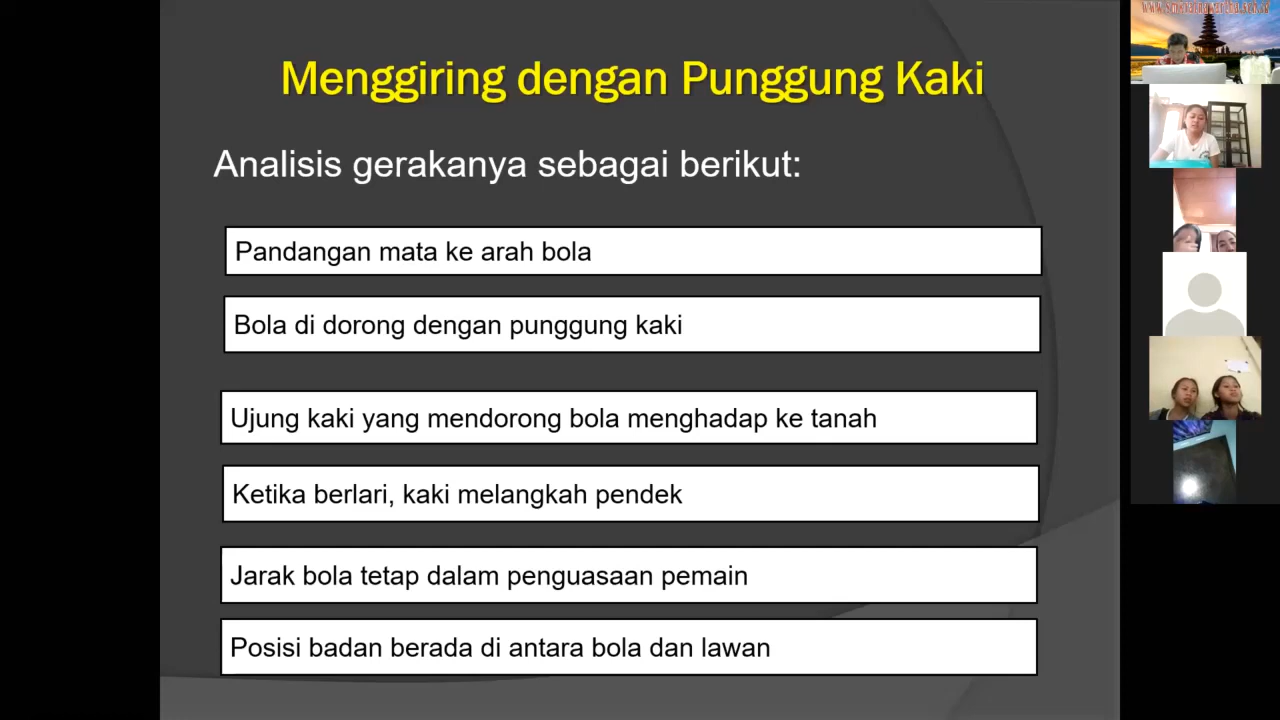 Menggiring dengan Punggung Kaki
Analisis gerakanya sebagai berikut:
Pandangan mata ke arah bola
Bola di dorong dengan punggung kaki
Ujung kaki yang mendorong bola menghadap ke tanah
Ketika berlari, kaki melangkah pendek
Jarak bola tetap dalam penguasaan pemain
Posisi badan berada di antara bola dan lawan